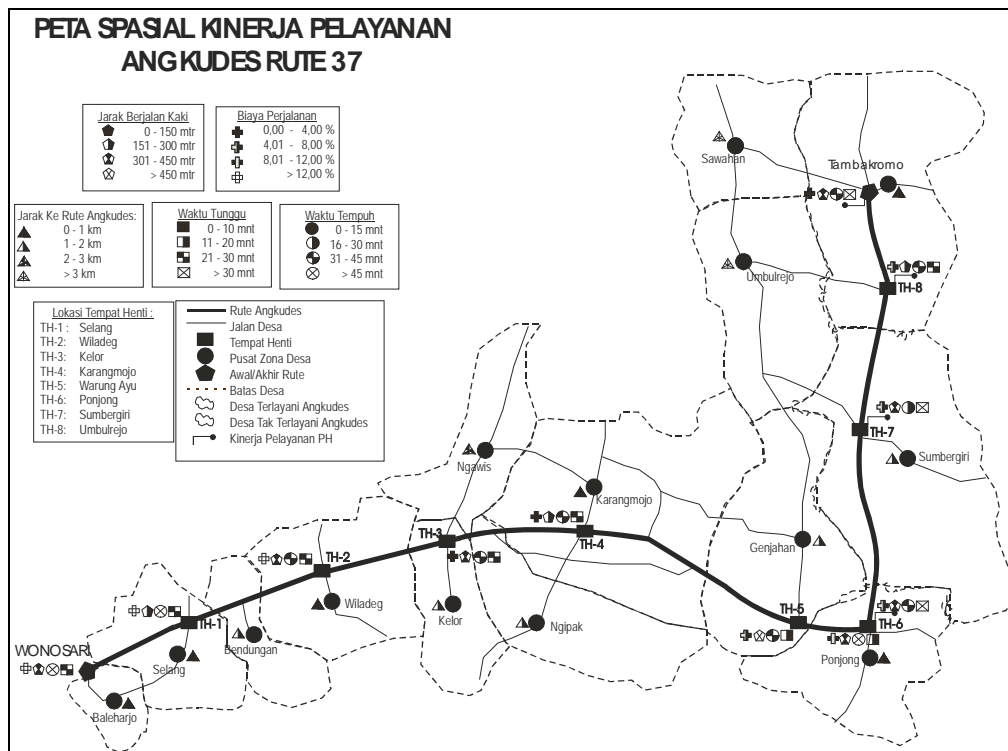 PETA SPASIAL KINERJA PELAYANAN
ANGKUDES RUTE 37
Jarak Berjalan Kaki
0 - 150 mtr
151 - 300 mtr
301 - 450 mtr
> 450 mtr
Biaya Perjalanan
0,00 - 4,00 %
4,01 - 8,00 %
8,01 - 12,00 %
> 12,00 %
Jarak Ke Rute Angkudes:
0 - 1 km
1 - 2 km
2 - 3 km
> 3 km
Waktu Tunggu
0 - 10 mnt
11 - 20 mnt
21 - 30 mnt
> 30 mnt
Waktu Tempuh
0 - 15 mnt
16 - 30 mnt
31 - 45 mnt
> 45 mnt
Lokasi Tempat Henti :
TH-1 : Selang
TH-2: Wiladeg
TH-3: Kelor
TH-4: Karangmojo
TH-5: Warung Ayu
TH-6: Ponjong
TH-7: Sumbergiri
TH-8: Umbulrejo
Rute Angkudes
Jalan Desa
Tempat Henti
Pusat Zona Desa
Awal/Akhir Rute
Batas Desa
Desa Terlayani Angkudes
Desa Tak Terlayani Angkudes
Kinerja Pelayanan PH
Sawahan
Tambakromo
Umbulrejo
TH-8
TH-7
Sumbergiri
Ngawis
Karangmojo
TH-3
TH-4
Genjahan
TH-2
Wiladeg
Kelor
Ngipak
TH-5
TH-6
TH-1
Bendungan
WONOSARI
Selang
Ponjong
Baleharjo